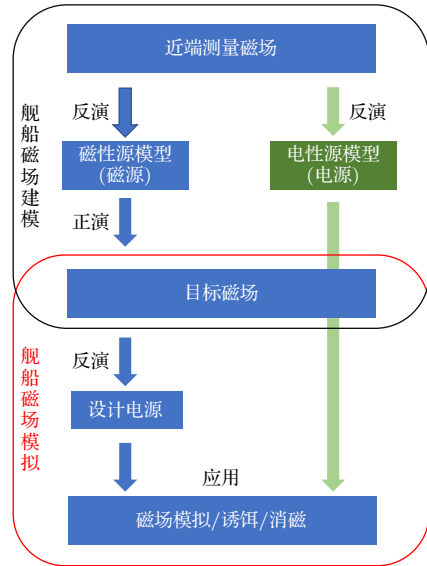 近端测量磁场
反演
反演
舰船磁场建模
磁性源模型
(磁源)
电性源模型
(电源)
正演
目标磁场
反演
舰船磁场模拟
设计电源
应用
磁场模拟/诱饵/消磁